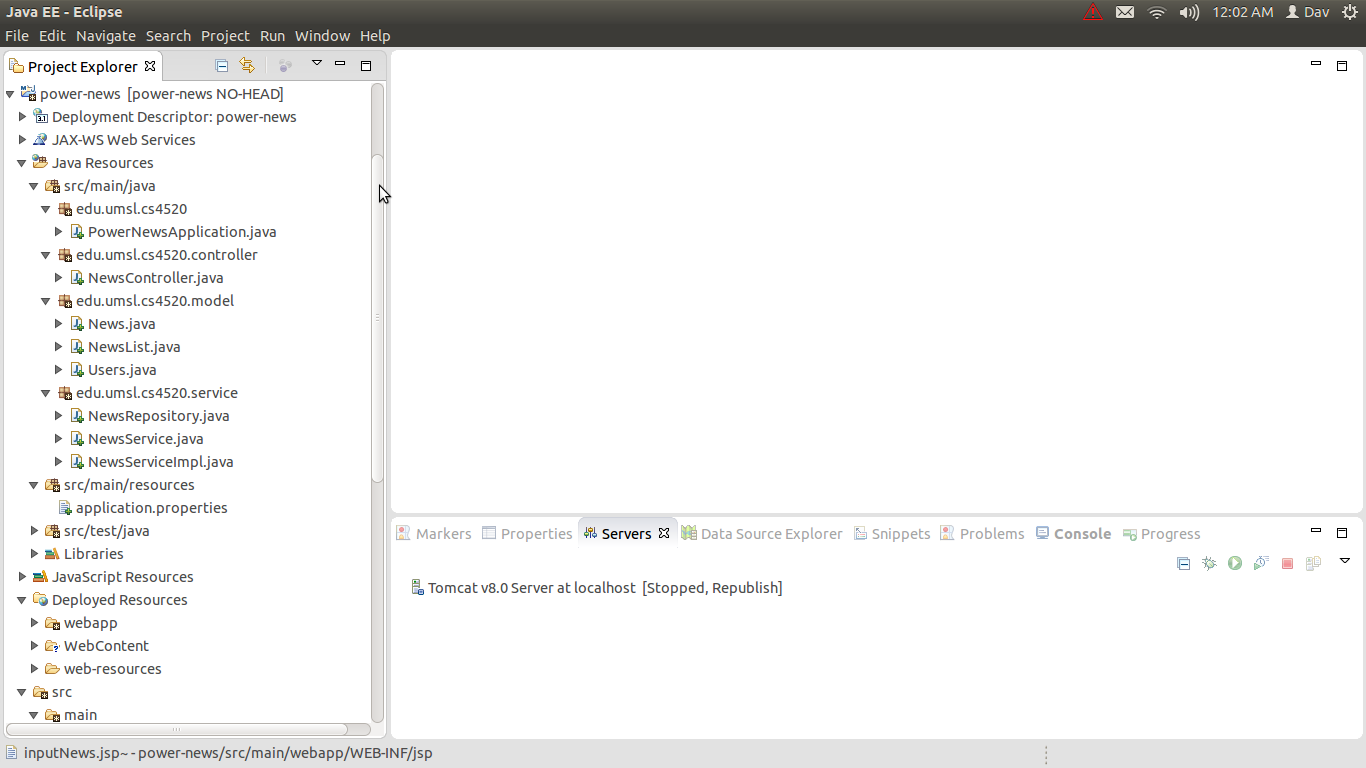 Java EE - Eclipse
12:02 AM Dav
File Edit Navigate Search Project Run Window Help
Project Explorer
power-news [power-news NO-HEAD]
Deployment Descriptor: power-news
JAX-WS Web Services
Java Resources
src/main/java
edu.umsl.cs4520
PowerNewsApplication.java
edu.umsl.cs4520.controller
NewsController.java
edu.umsl.cs4520.model
News.java
NewsList.java
Users.java
edu.umsl.cs4520.service
NewsRepository.java
NewsService.java
NewsServiceImpl.java
src/main/resources
application.properties
src/test/java
Libraries
JavaScript Resources
Deployed Resources
webapp
WebContent
web-resources
src
main
Markers Properties Servers Data Source Explorer Snippets Problems Console Progress
Tomcat v8.0 Server at localhost [Stopped, Republish]
inputNews.jsp~ - power-news/src/main/webapp/WEB-INF/jsp